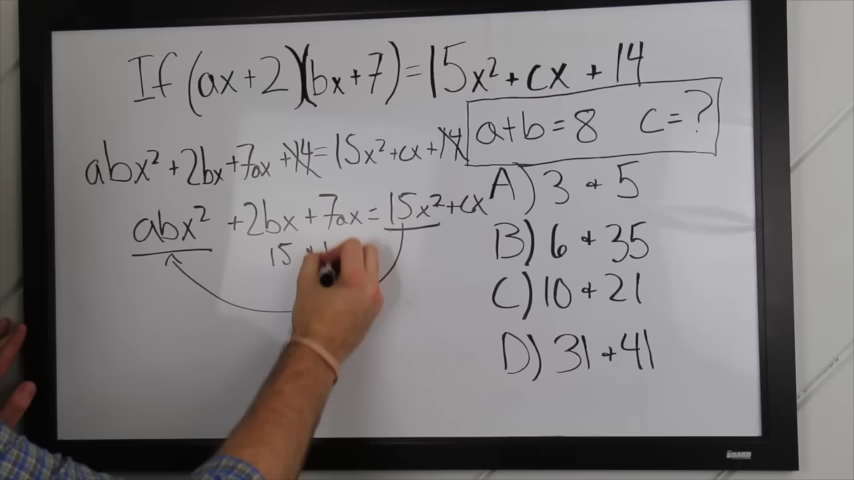 If (ax+2)(bx+7)=15x²+cx+14
a+b=8 c=?
abx²+2bx+7ax+14=15x²+cx+14
abx²+2bx+7ax=15x²+cx
15
A) 3 & 5
B) 6 & 35
C) 10 & 21
D) 31 & 41